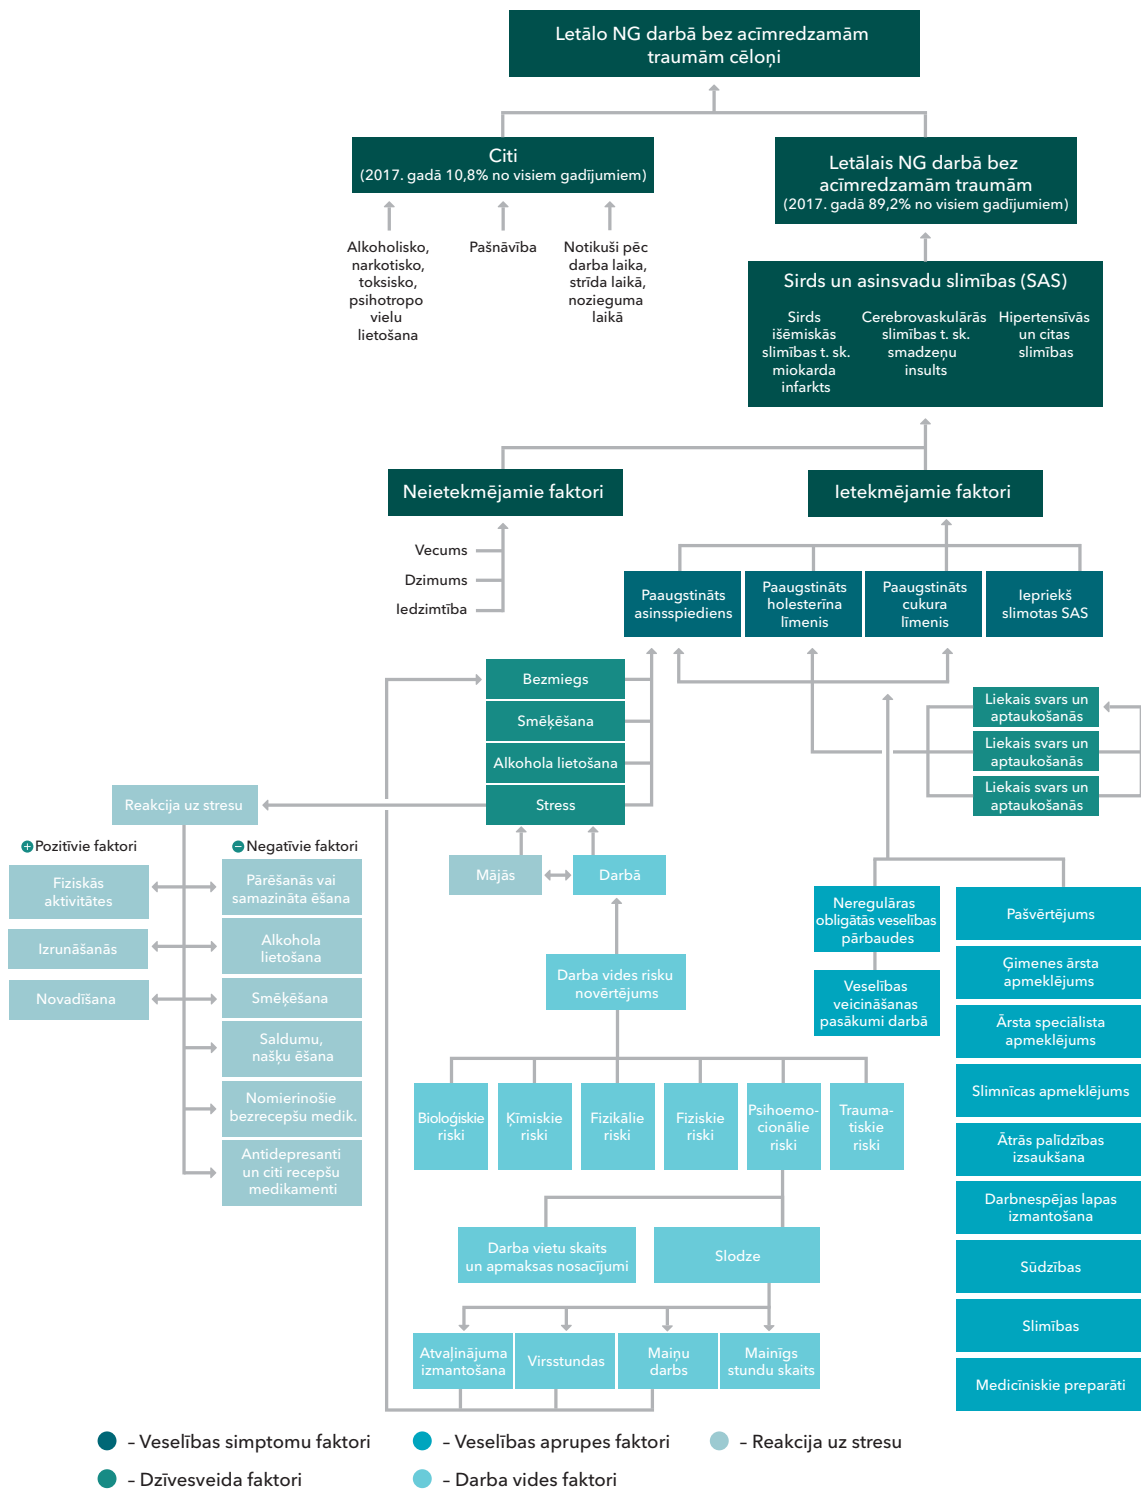 Letālo NG darbā bez acīmredzamām
traumām cēloņi
Citi
(2017. gadā 10,8% no visiem gadījumiem)
Letālais NG darbā bez
acīmredzamām traumām
(2017. gadā 89,2% no visiem gadījumiem)
Alkoholisko,
narkotisko,
toksisko,
psihotropo
vielu
lietošana
Pašnāvība
Notikuši pēc
darba laika,
strīda laikā,
nozieguma
laikā
Sirds un asinsvadu slimības (SAS)
Sirds
išēmiskās
slimības t. sk.
miokarda
infarkts
Cerebrovaskulārās
slimības t. sk.
smadzeņu
insults
Hipertensīvās
un citas
slimības
Neietekmējamie faktori
Ietekmējamie faktori
Vecums
Dzimums
Iedzimtība
Paaugstināts
asinsspiediens
Paaugstināts
holesterīna
līmenis
Paaugstināts
cukura
līmenis
Iepriekš
slimotas SAS
Bezmiegs
Smēķēšana
Alkohola lietošana
Stress
Liekais svars un
aptaukošanās
Liekais svars un
aptaukošanās
Liekais svars un
aptaukošanās
Reakcija uz stresu
+ Pozitīvie faktori
– Negatīvie faktori
Fiziskās
aktivitātes
Izrunāšanās
Novadīšana
Pārēšanās vai
samazināta ēšana
Alkohola
lietošana
Smēķēšana
Saldumu,
našķu ēšana
Nomierinošie
bezrecepšu medik.
Antidepresanti
un citi recepšu
medikamenti
Mājās
Darbā
Darba vides risku
novērtējums
Bioloģiskie
riski
Ķīmiskie
riski
Fizikālie
riski
Fiziskie
riski
Psihoemo-
cionālie
riski
Trauma-
tiskie
riski
Darba vietu skaits
un apmaksas nosacījumi
Slodze
Atvaļinājuma
izmantošana
Virsstundas
Maiņu
darbs
Mainīgs
stundu skaits
Neregulāras
obligātās veselības
pārbaudes
Veselības
veicināšanas
pasākumi darbā
Pašvērtējums
Ģimenes ārsta
apmeklējums
Ārsta speciālista
apmeklējums
Slimnīcas apmeklējums
Ātrās palīdzības
izsaukšana
Darbnespējas lapas
izmantošana
Sūdzības
Slimības
Medicīniskie preparāti
– Veselības simptomu faktori
– Veselības aprupes faktori
– Reakcija uz stresu
– Dzīvesveida faktori
– Darba vides faktori